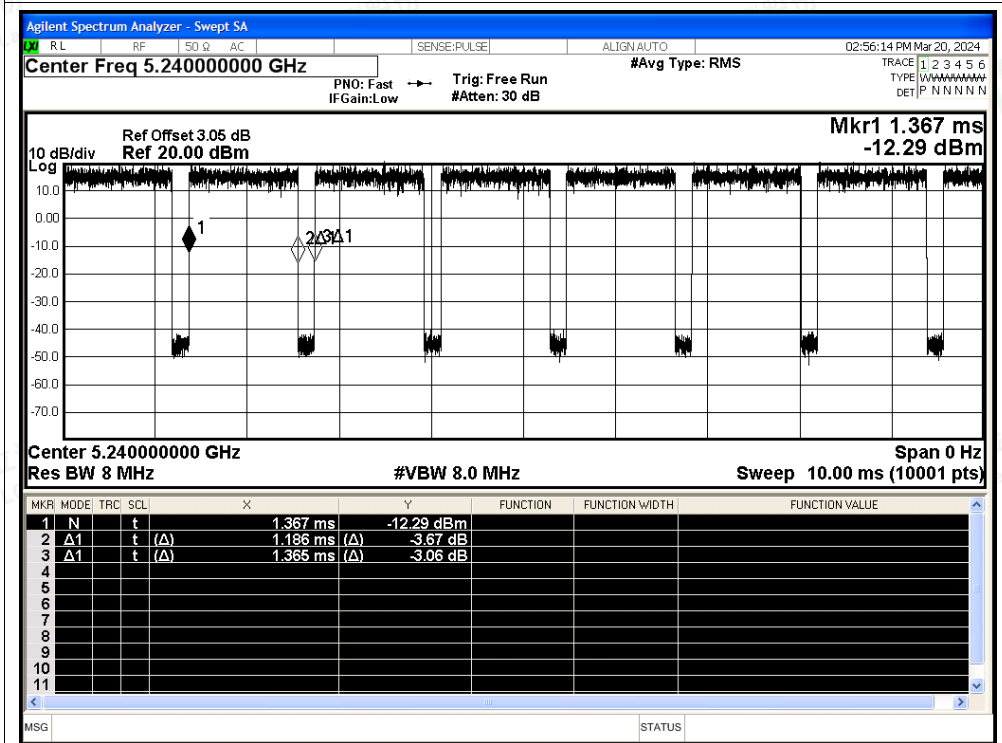 Agilent Spectrum Analyzer - Swept SA
LXI RL RF 50 Ω AC SENSE:PULSE ALIGN AUTO 02:56:14 PM Mar 20, 2024
Center Freq 5.240000000 GHz #Avg Type: RMS TRACE 1 2 3 4 5 6
PNO: Fast Trig: Free Run TYPE WWWWWW
IFGain:Low #Atten: 30 dB DET P N N N N N
Mkr1 1.367 ms
Ref Offset 3.05 dB
10 dB/div Ref 20.00 dBm -12.29 dBm
Log
10.0
0.00
1
2Δ1 3Δ1
-10.0
-20.0
-30.0
-40.0
-50.0
-60.0
-70.0
Center 5.240000000 GHz Span 0 Hz
Res BW 8 MHz #VBW 8.0 MHz Sweep 10.00 ms (10001 pts)
MKR MODE TRC SCL X Y FUNCTION FUNCTION WIDTH FUNCTION VALUE
1 N t 1.367 ms -12.29 dBm
2 Δ1 t (Δ) 1.186 ms (Δ) -3.67 dB
3 Δ1 t (Δ) 1.365 ms (Δ) -3.06 dB
4
5
6
7
8
9
10
11
MSG STATUS